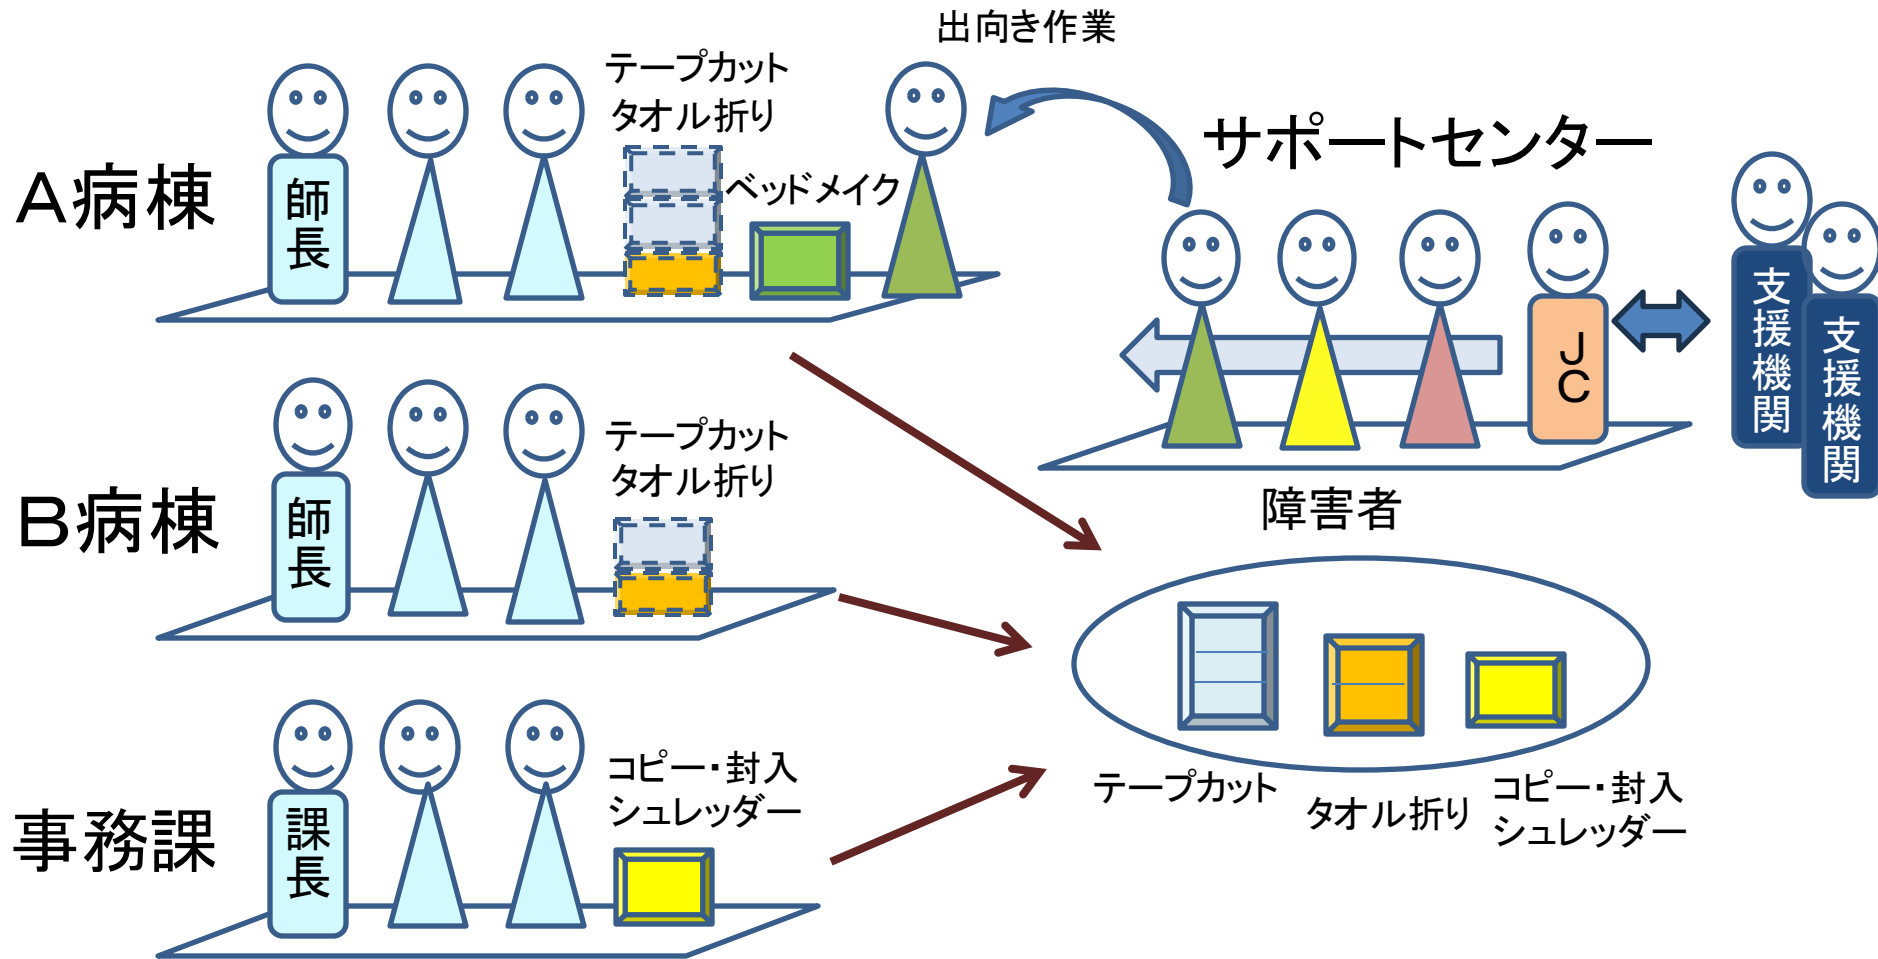 出向き作業
テープカット
タオル折り
サポートセンター
A病棟
師長
ベッドメイク
JC
支援機関
支援機関
B病棟
師長
テープカット
タオル折り
障害者
事務課
課長
コピー・封入
シュレッダー
テープカット
タオル折り
コピー・封入
シュレッダー